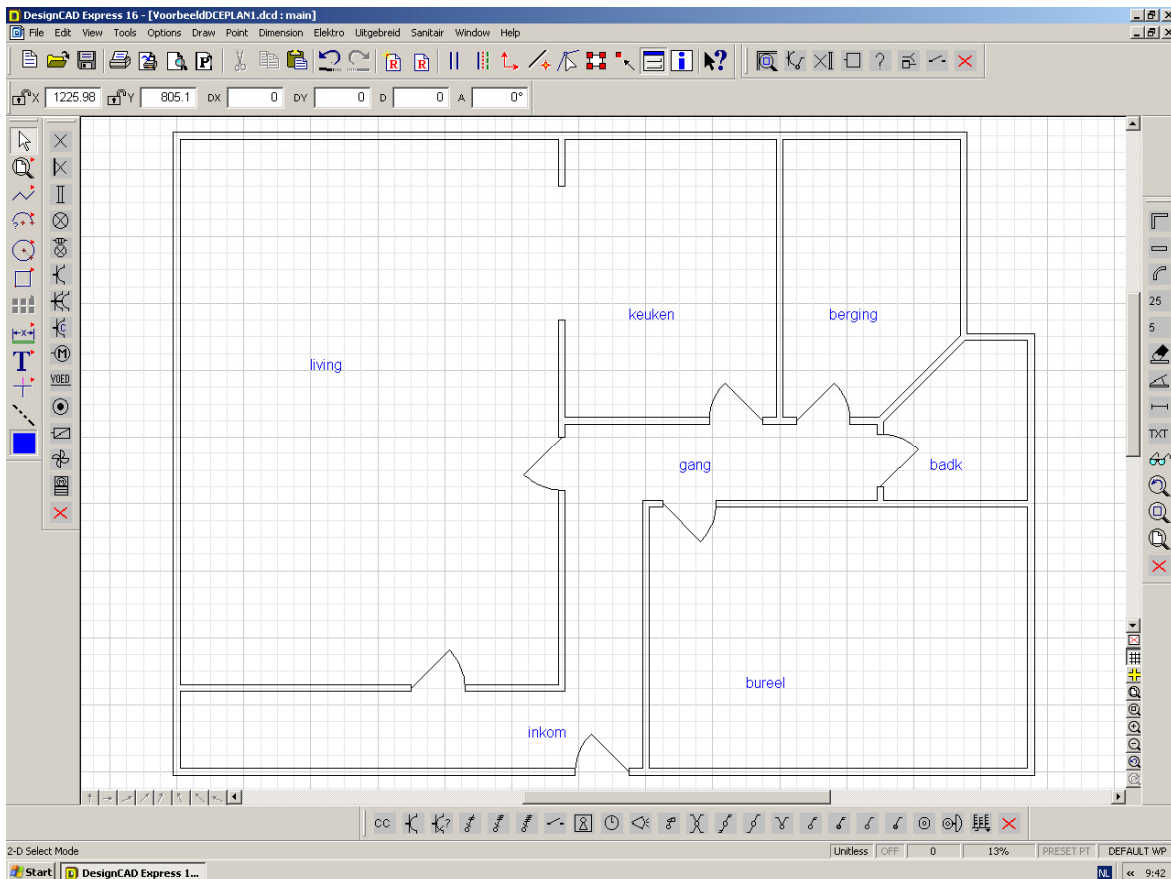 DesignCAD Express 16 - [VoorbeeldDCEPLAN1.dcd : main]
File Edit View Tools Options Draw Point Dimension Elektro Uitgebreid Sanitair Window Help
X 1225.98 Y 805.1 DX 0 DY 0 D 0 A 0°
keuken
berging
living
gang
badk
bureel
inkom
C
M
VOED
T
25
5
TXT
CC
2-D Select Mode Unitless OFF 0 13% PRESET PT DEFAULT WP
Start DesignCAD Express 1... NL « 9:42